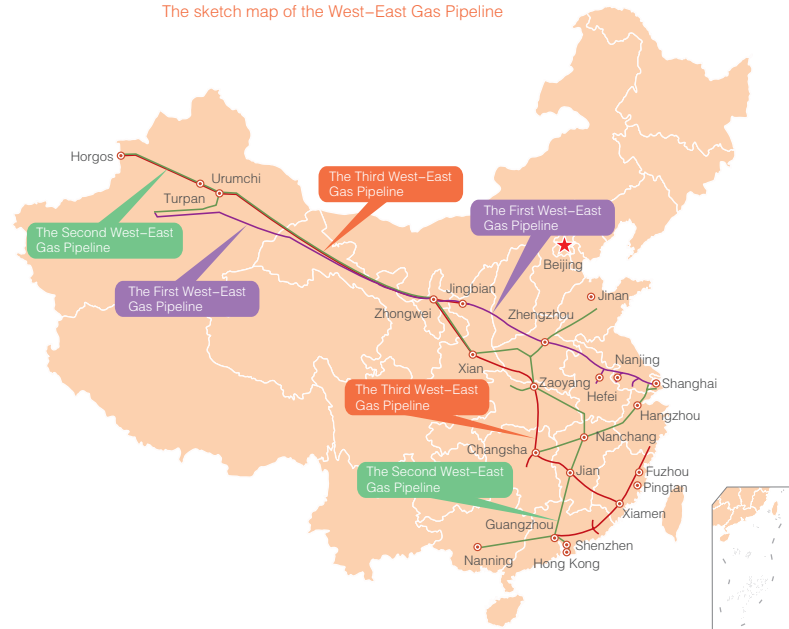 The sketch map of the West–East Gas Pipeline
Horgos
Urumchi
Turpan
The Third West–East
Gas Pipeline
The First West–East
Gas Pipeline
The Second West–East
Gas Pipeline
Beijing
The First West–East
Gas Pipeline
Jingbian
Jinan
Zhongwei
Zhengzhou
Xian
Nanjing
The Third West–East
Gas Pipeline
Zaoyang
Hefei
Shanghai
Hangzhou
Changsha
Nanchang
The Second West–East
Gas Pipeline
Jian
Fuzhou
Pingtan
Xiamen
Guangzhou
Shenzhen
Nanning
Hong Kong